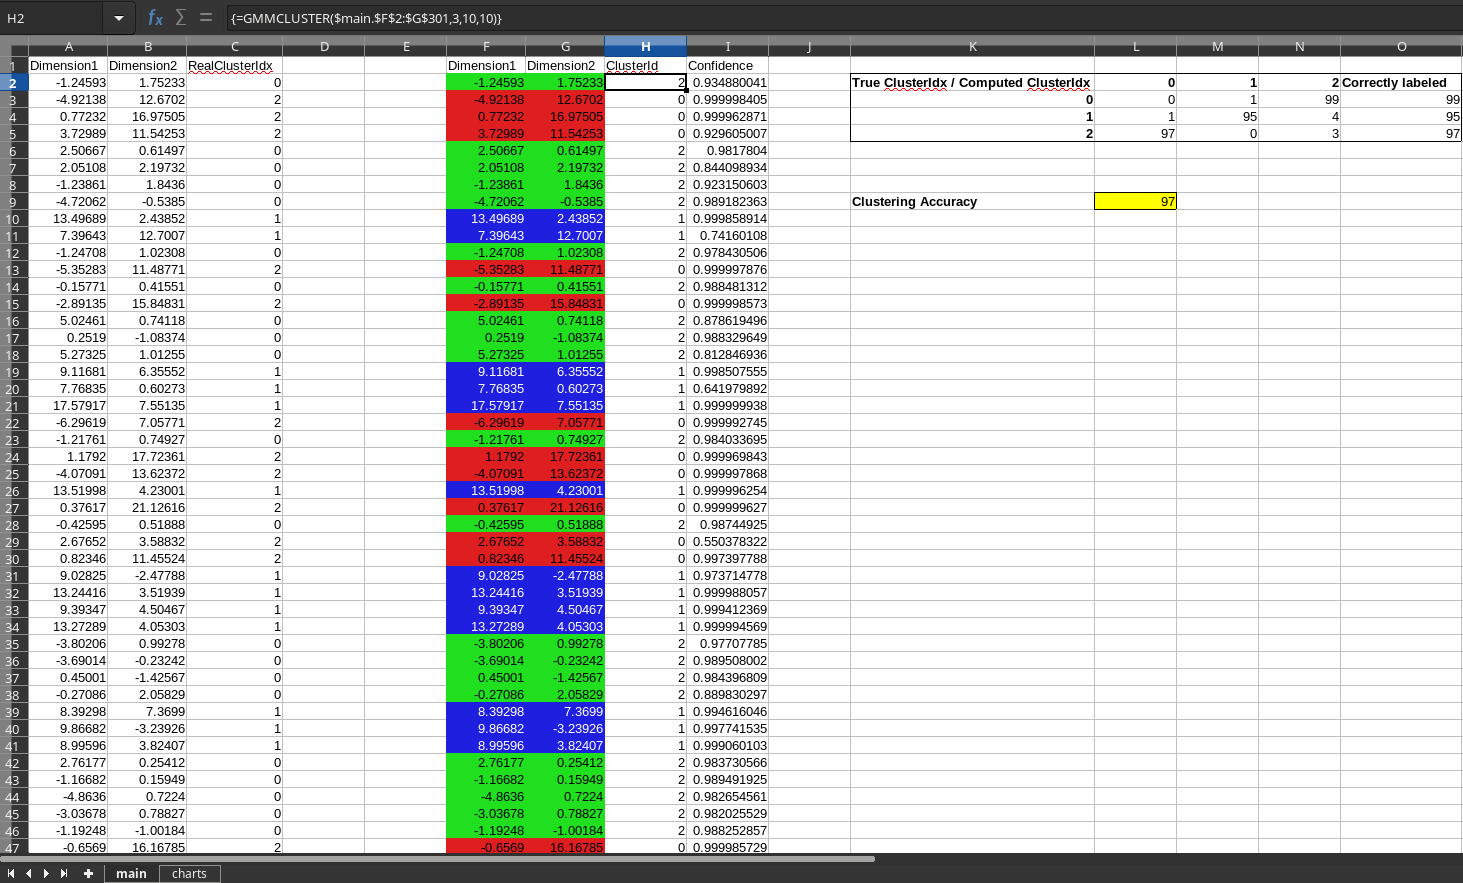 H2 fx Σ = {=GMMCLUSTER($main.$F$2:$G$301,3,10,10)}
A B C D E F G H I J K L M N O
1 Dimension1 Dimension2 RealClusterIdx Dimension1 Dimension2 ClusterId Confidence
2 -1.24593 1.75233 0 -1.24593 1.75233 2 0.934880041 True ClusterIdx / Computed ClusterIdx 0 1 2 Correctly labeled
3 -4.92138 12.6702 2 -4.92138 12.6702 0 0.999998405 0 0 1 99 99
4 0.77232 16.97505 2 0.77232 16.97505 0 0.999962871 1 1 95 4 95
5 3.72989 11.54253 2 3.72989 11.54253 0 0.929605007 2 97 0 3 97
6 2.50667 0.61497 0 2.50667 0.61497 2 0.9817804
7 2.05108 2.19732 0 2.05108 2.19732 2 0.844098934
8 -1.23861 1.8436 0 -1.23861 1.8436 2 0.923150603
9 -4.72062 -0.5385 0 -4.72062 -0.5385 2 0.989182363 Clustering Accuracy 97
10 13.49689 2.43852 1 13.49689 2.43852 1 0.999858914
11 7.39643 12.7007 1 7.39643 12.7007 1 0.74160108
12 -1.24708 1.02308 0 -1.24708 1.02308 2 0.978430506
13 -5.35283 11.48771 2 -5.35283 11.48771 0 0.999997876
14 -0.15771 0.41551 0 -0.15771 0.41551 2 0.988481312
15 -2.89135 15.84831 2 -2.89135 15.84831 0 0.999998573
16 5.02461 0.74118 0 5.02461 0.74118 2 0.878619496
17 0.2519 -1.08374 0 0.2519 -1.08374 2 0.988329649
18 5.27325 1.01255 0 5.27325 1.01255 2 0.812846936
19 9.11681 6.35552 1 9.11681 6.35552 1 0.998507555
20 7.76835 0.60273 1 7.76835 0.60273 1 0.641979892
21 17.57917 7.55135 1 17.57917 7.55135 1 0.999999938
22 -6.29619 7.05771 2 -6.29619 7.05771 0 0.999992745
23 -1.21761 0.74927 0 -1.21761 0.74927 2 0.984033695
24 1.1792 17.72361 2 1.1792 17.72361 0 0.999969843
25 -4.07091 13.62372 2 -4.07091 13.62372 0 0.999997868
26 13.51998 4.23001 1 13.51998 4.23001 1 0.999996254
27 0.37617 21.12616 2 0.37617 21.12616 0 0.999999627
28 -0.42595 0.51888 0 -0.42595 0.51888 2 0.98744925
29 2.67652 3.58832 2 2.67652 3.58832 0 0.550378322
30 0.82346 11.45524 2 0.82346 11.45524 0 0.997397788
31 9.02825 -2.47788 1 9.02825 -2.47788 1 0.973714778
32 13.24416 3.51939 1 13.24416 3.51939 1 0.999988057
33 9.39347 4.50467 1 9.39347 4.50467 1 0.999412369
34 13.27289 4.05303 1 13.27289 4.05303 1 0.999994569
35 -3.80206 0.99278 0 -3.80206 0.99278 2 0.97707785
36 -3.69014 -0.23242 0 -3.69014 -0.23242 2 0.989508002
37 0.45001 -1.42567 0 0.45001 -1.42567 2 0.984396809
38 -0.27086 2.05829 0 -0.27086 2.05829 2 0.889830297
39 8.39298 7.3699 1 8.39298 7.3699 1 0.994616046
40 9.86682 -3.23926 1 9.86682 -3.23926 1 0.997741535
41 8.99596 3.82407 1 8.99596 3.82407 1 0.999060103
42 2.76177 0.25412 0 2.76177 0.25412 2 0.983730566
43 -1.16682 0.15949 0 -1.16682 0.15949 2 0.989491925
44 -4.8636 0.7224 0 -4.8636 0.7224 2 0.982654561
45 -3.03678 0.78827 0 -3.03678 0.78827 2 0.982025529
46 -1.19248 -1.00184 0 -1.19248 -1.00184 2 0.988252857
47 -0.6569 16.16785 2 -0.6569 16.16785 0 0.999985729
main charts